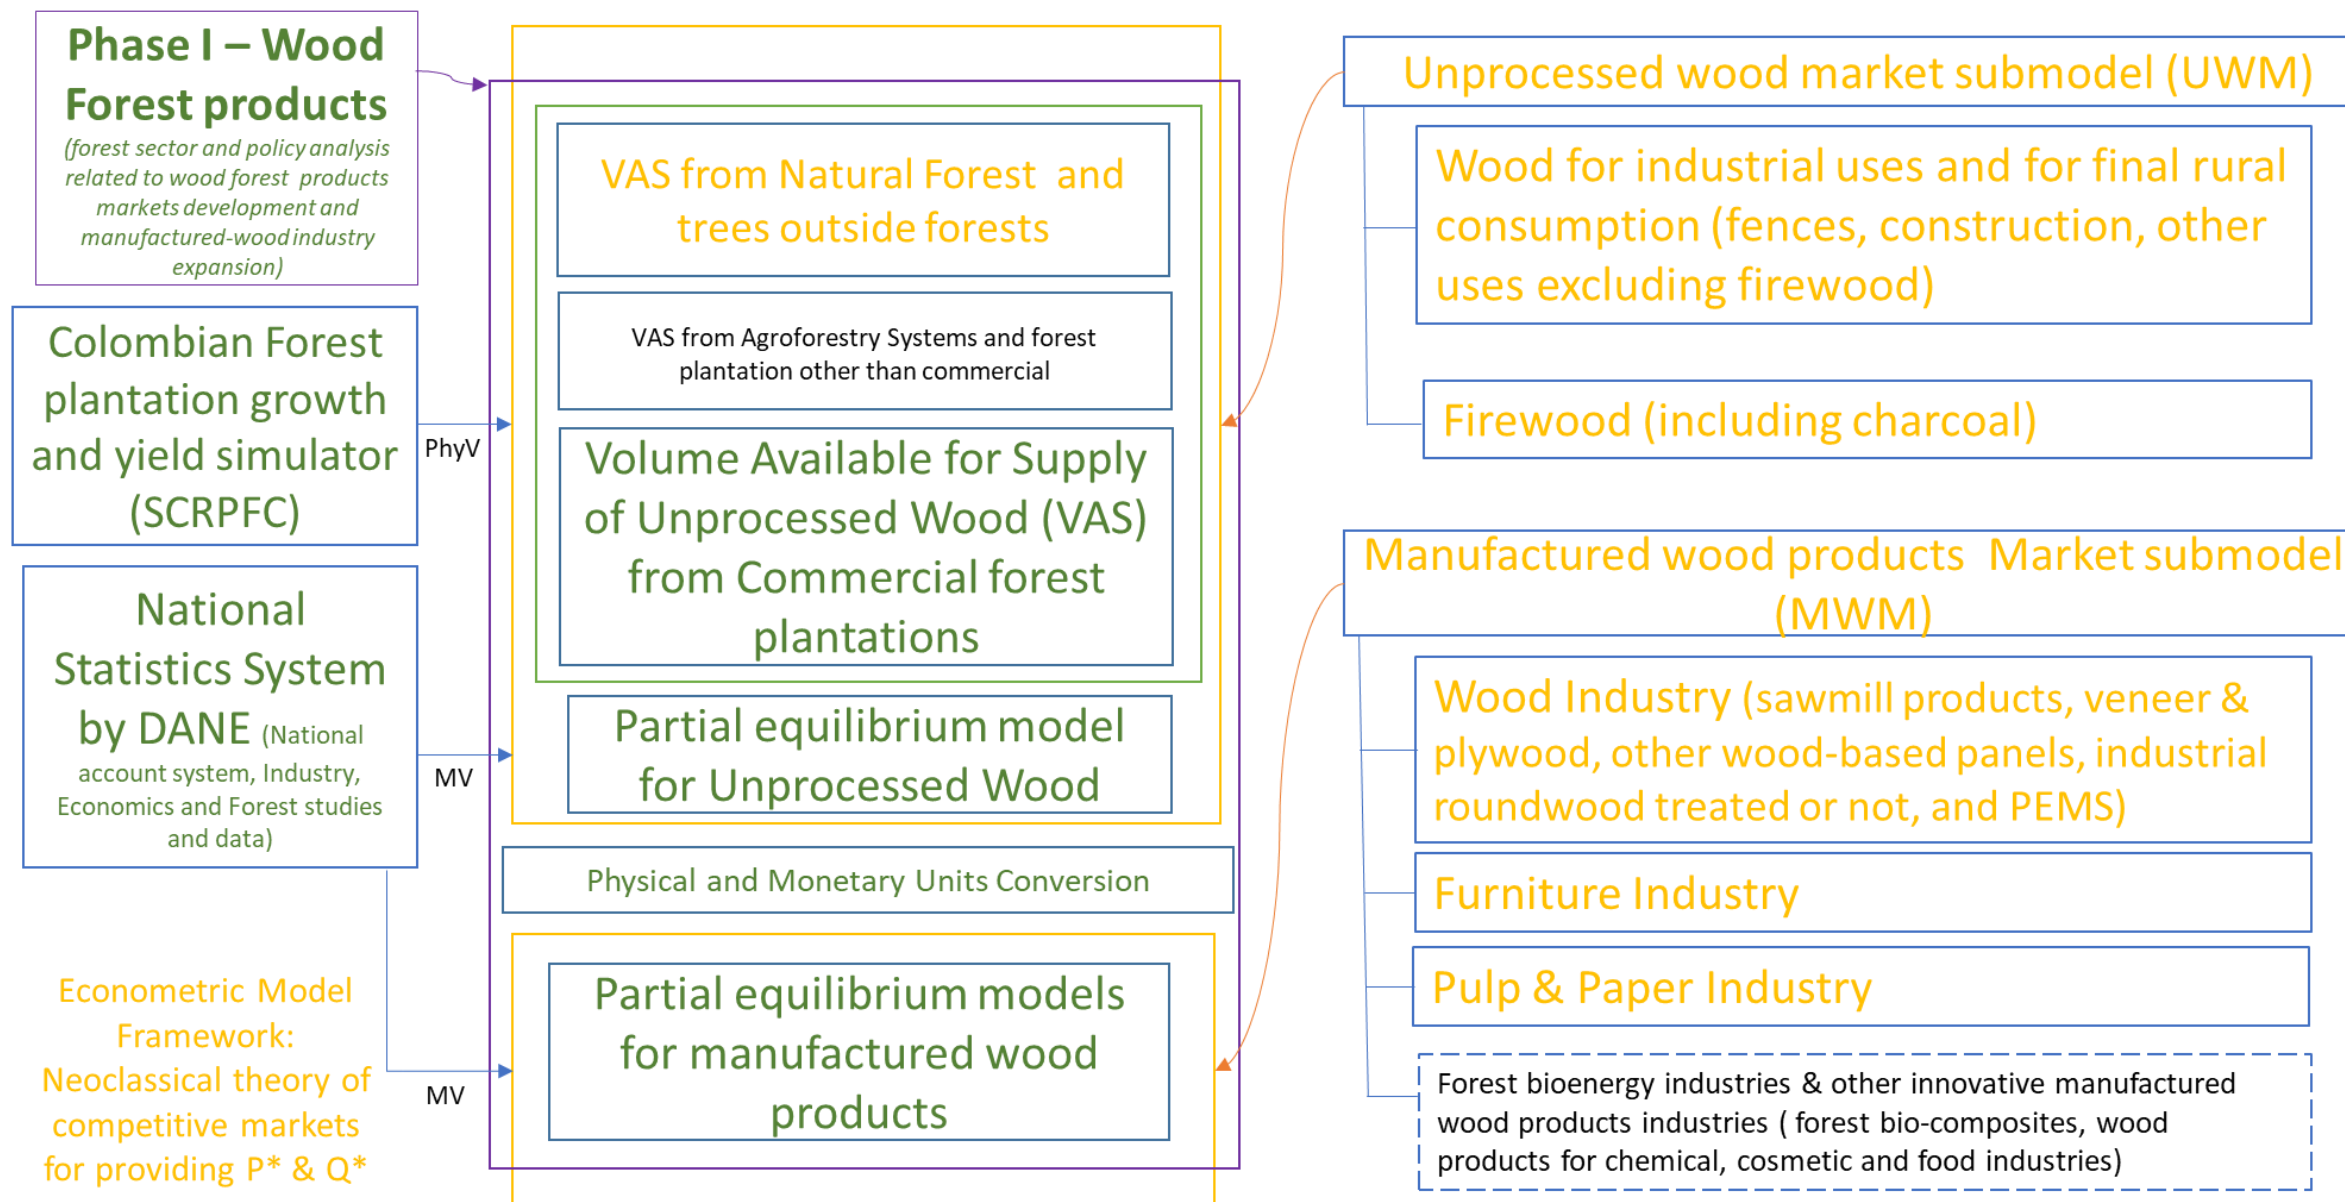 Phase I – Wood
Forest products
(forest sector and policy analysis
related to wood forest products
markets development and
manufactured-wood industry
expansion)
Colombian Forest
plantation growth
and yield simulator
(SCRPFC)
PhyV
National
Statistics System
by DANE (National
account system, Industry,
Economics and Forest studies
and data)
MV
MV
Econometric Model
Framework:
Neoclassical theory of
competitive markets
for providing P* & Q*
VAS from Natural Forest and
trees outside forests
VAS from Agroforestry Systems and forest
plantation other than commercial
Volume Available for Supply
of Unprocessed Wood (VAS)
from Commercial forest
plantations
Partial equilibrium model
for Unprocessed Wood
Physical and Monetary Units Conversion
Partial equilibrium models
for manufactured wood
products
Unprocessed wood market submodel (UWM)
Wood for industrial uses and for final rural
consumption (fences, construction, other
uses excluding firewood)
Firewood (including charcoal)
Manufactured wood products Market submodel
(MWM)
Wood Industry (sawmill products, veneer &
plywood, other wood-based panels, industrial
roundwood treated or not, and PEMS)
Furniture Industry
Pulp & Paper Industry
Forest bioenergy industries & other innovative manufactured
wood products industries ( forest bio-composites, wood
products for chemical, cosmetic and food industries)